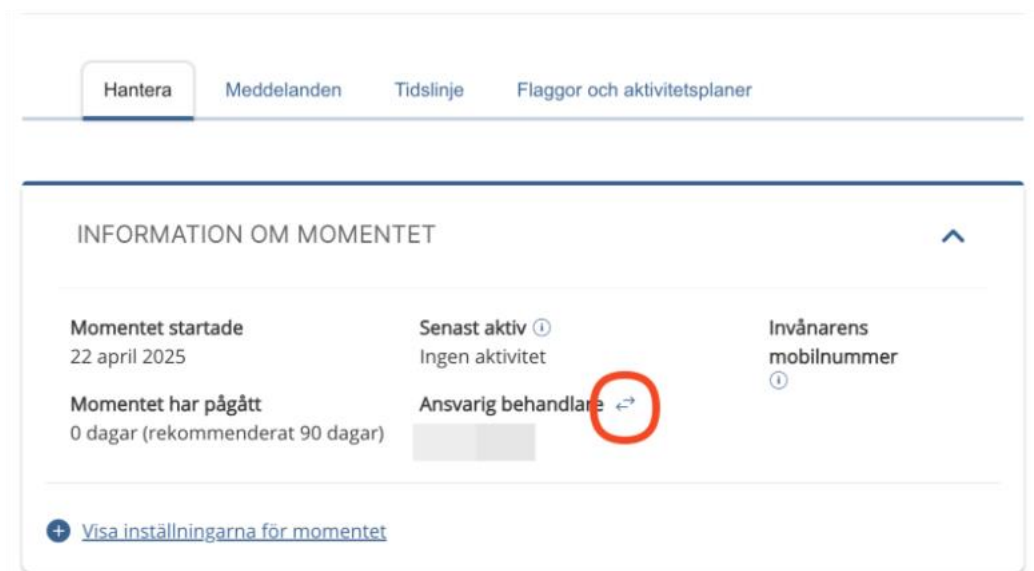 Hantera Meddelanden Tidslinje Flaggor och aktivitetsplaner
INFORMATION OM MOMENTET
Momentet startade
22 april 2025
Senast aktiv
Ingen aktivitet
Invånarens
mobilnummer
Momentet har pågått
0 dagar (rekommenderat 90 dagar)
Ansvarig behandlare
Visa inställningarna för momentet